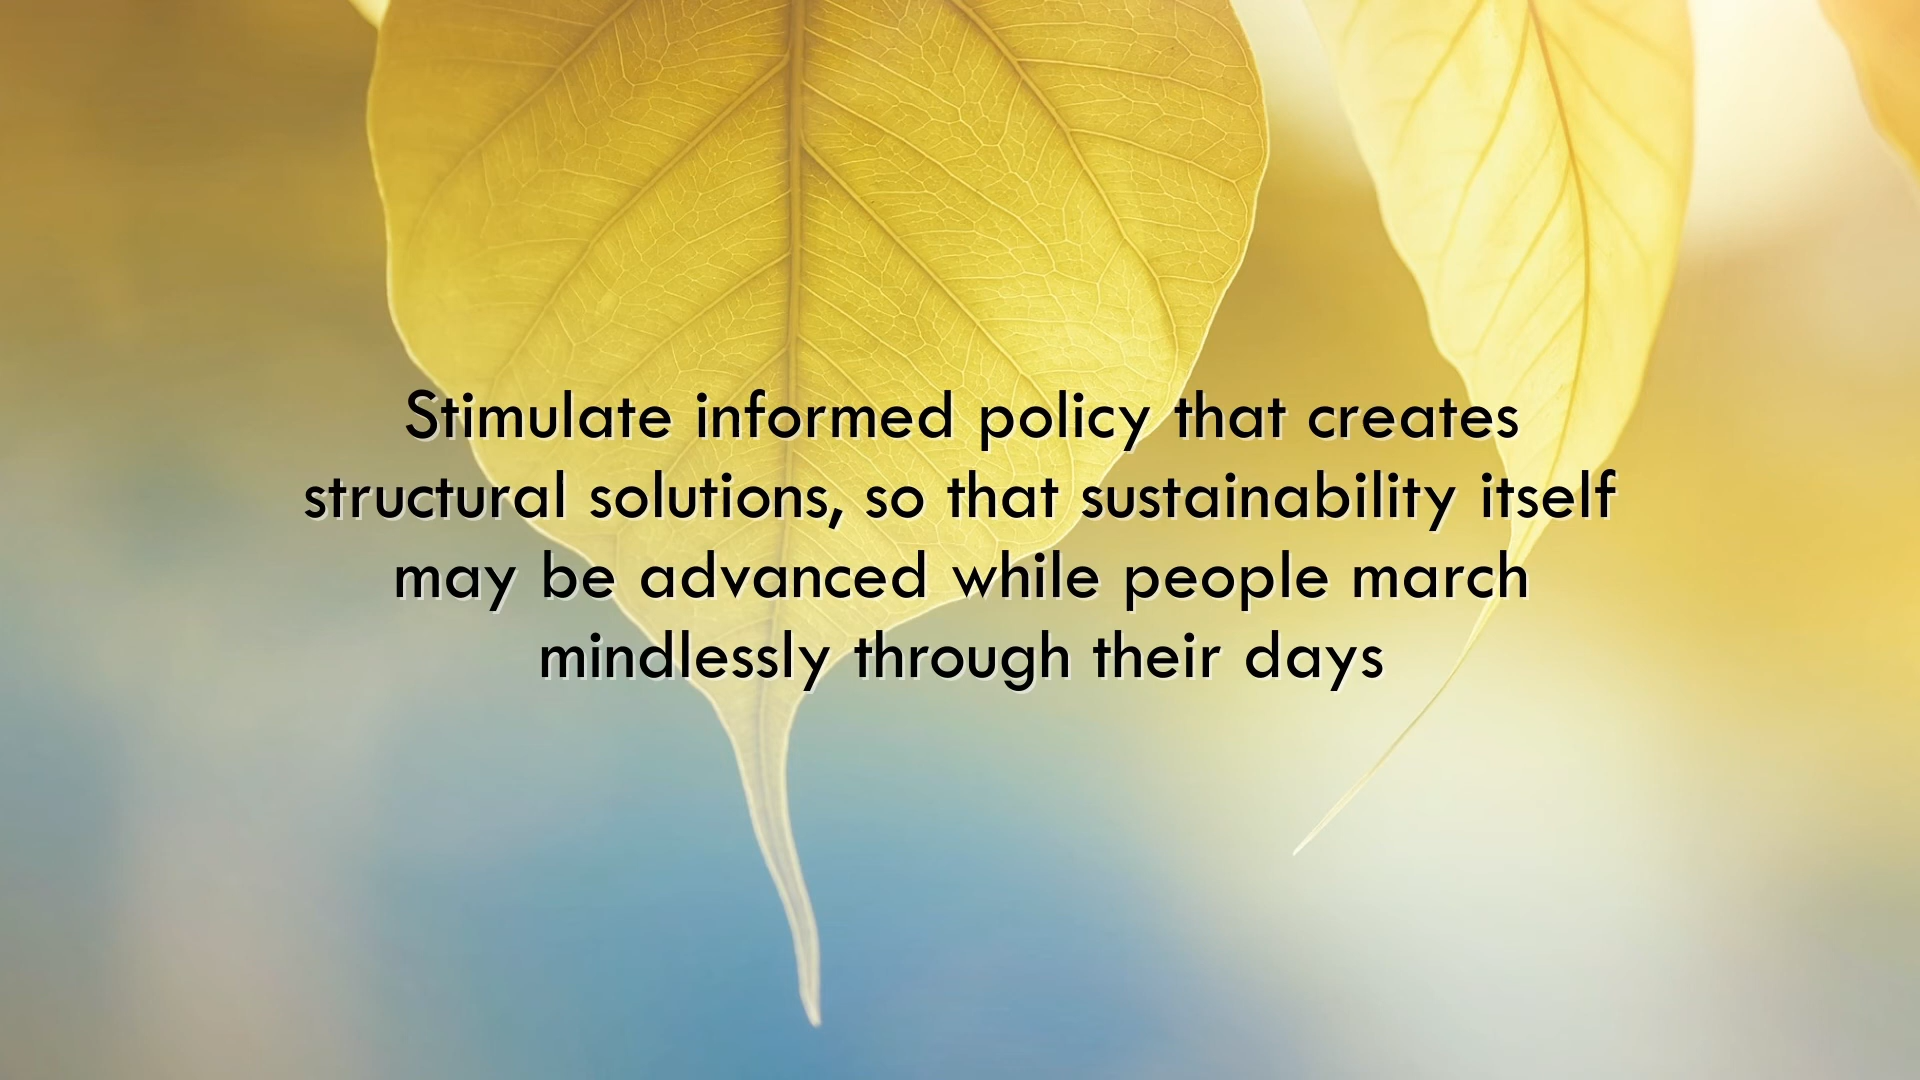 Stimulate informed policy that creates
structural solutions, so that sustainability itself
may be advanced while people march
mindlessly through their days